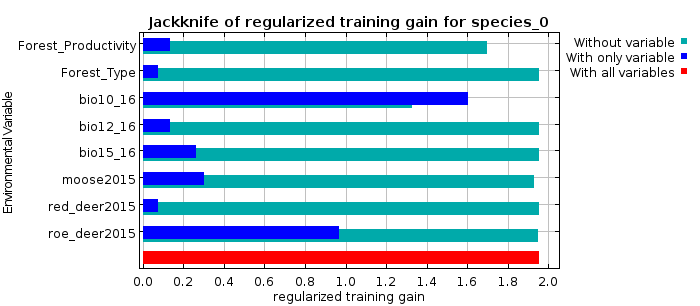 Jackknife of regularized training gain for species_0
Without variable
With only variable
With all variables
Environmental Variable
Forest_Productivity
Forest_Type
bio10_16
bio12_16
bio15_16
moose2015
red_deer2015
roe_deer2015
0.0 0.2 0.4 0.6 0.8 1.0 1.2 1.4 1.6 1.8 2.0
regularized training gain